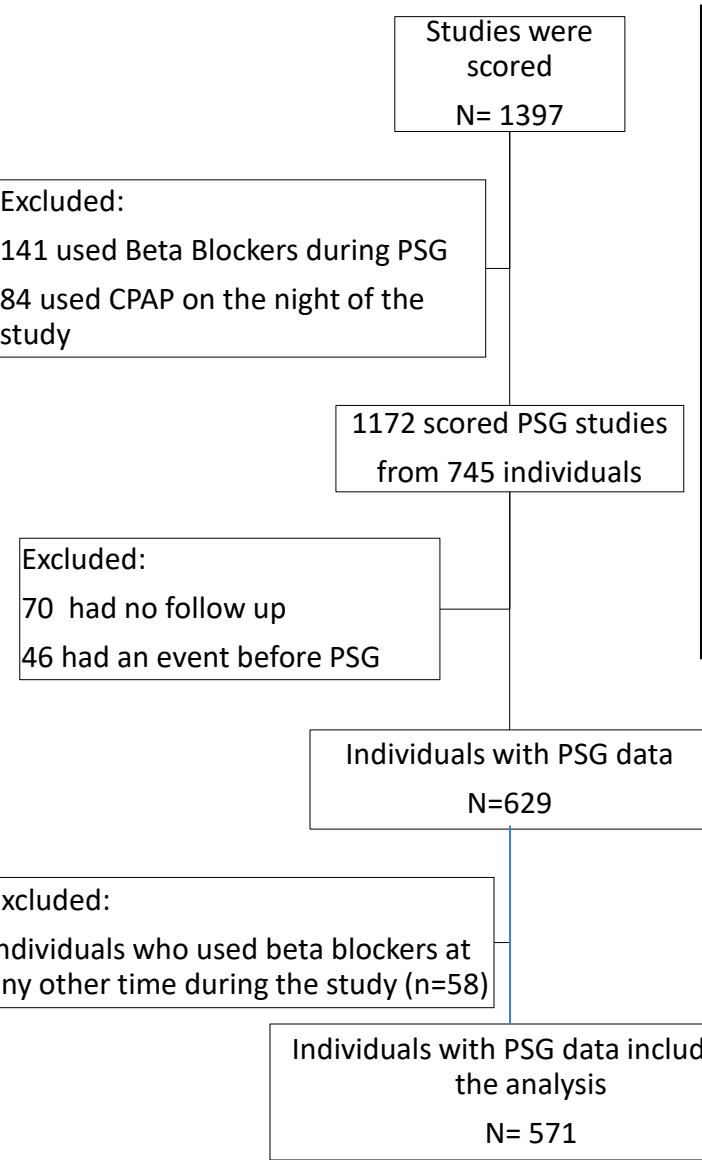 Studies were
scored
N= 1397
Excluded:
141 used Beta Blockers during PSG
84 used CPAP on the night of the
study
1172 scored PSG studies
from 745 individuals
Excluded:
70 had no follow up
46 had an event before PSG
Individuals with PSG data
N=629
xcluded:
ndividuals who used beta blockers at
ny other time during the study (n=58)
Individuals with PSG data includ
the analysis
N= 571